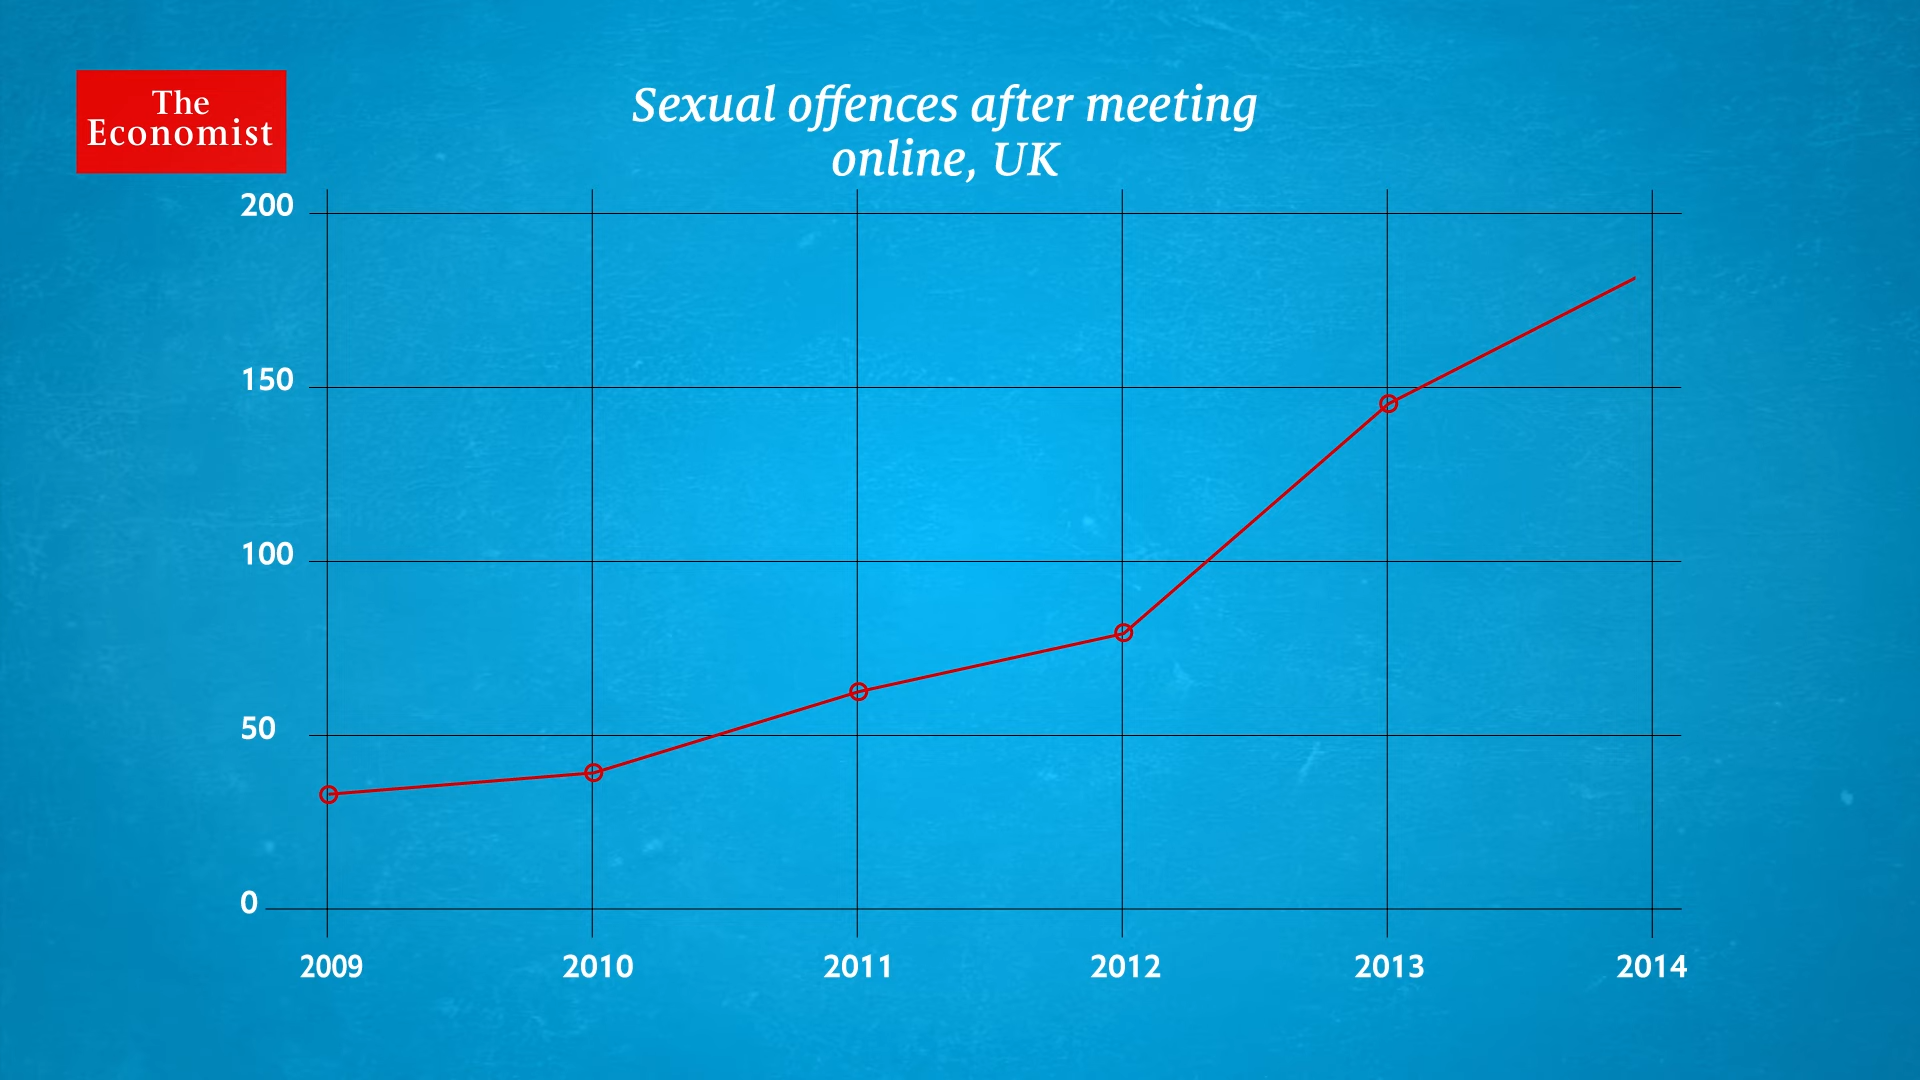 The
Economist
Sexual offences after meeting
online, UK
200
150
100
50
0
2009 2010 2011 2012 2013 2014